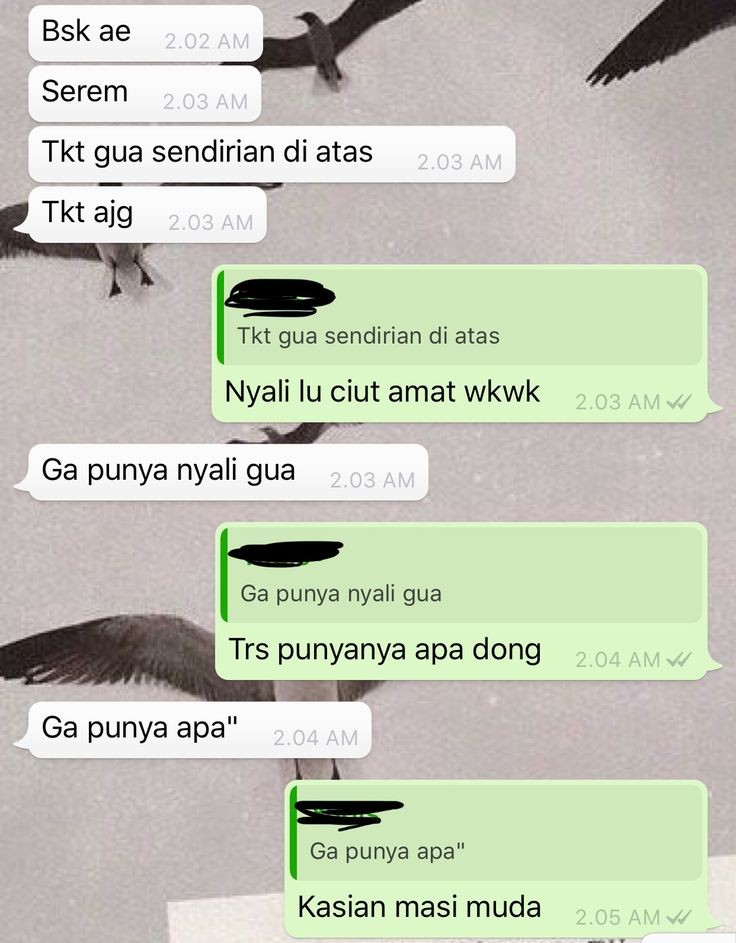 Bsk ae 2.02 AM
Serem 2.03 AM
Tkt gua sendirian di atas 2.03 AM
Tkt ajg 2.03 AM
Tkt gua sendirian di atas
Nyali lu ciut amat wkwk 2.03 AM
Ga punya nyali gua 2.03 AM
Ga punya nyali gua
Trs punyanya apa dong 2.04 AM
Ga punya apa" 2.04 AM
Ga punya apa"
Kasian masi muda 2.05 AM